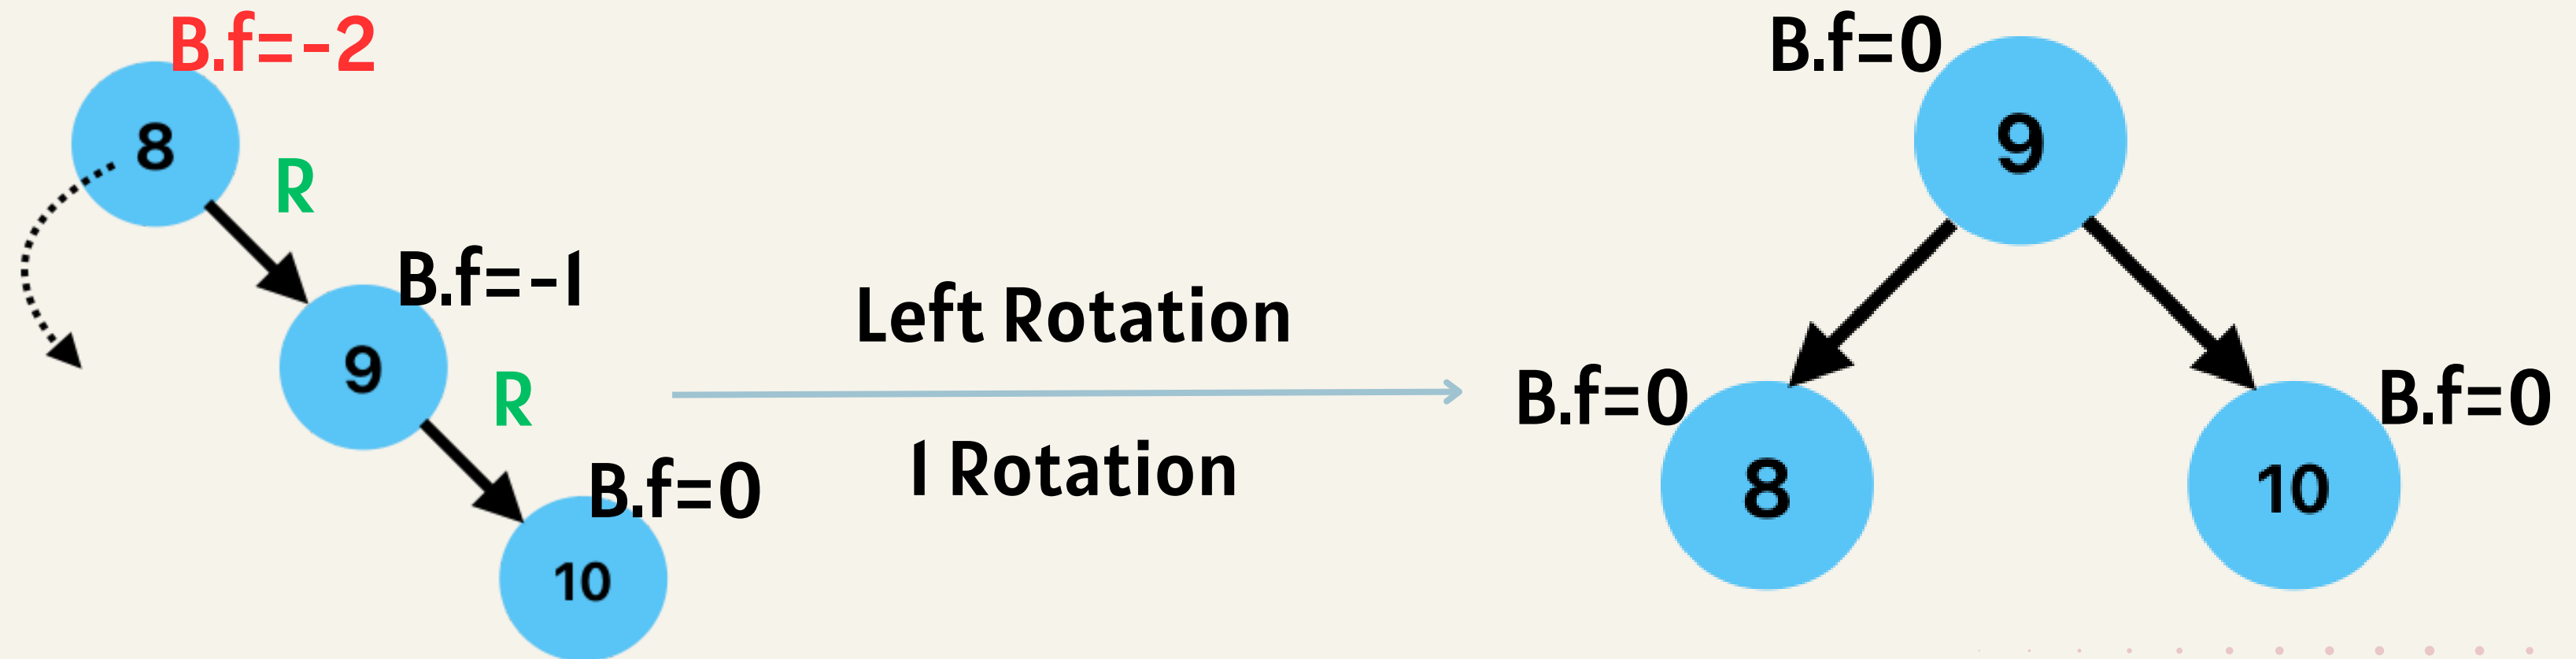 B.f=-2
8
R
B.f=-1
9
R
B.f=0
10
Left Rotation
1 Rotation
B.f=0
9
B.f=0
8
B.f=0
10